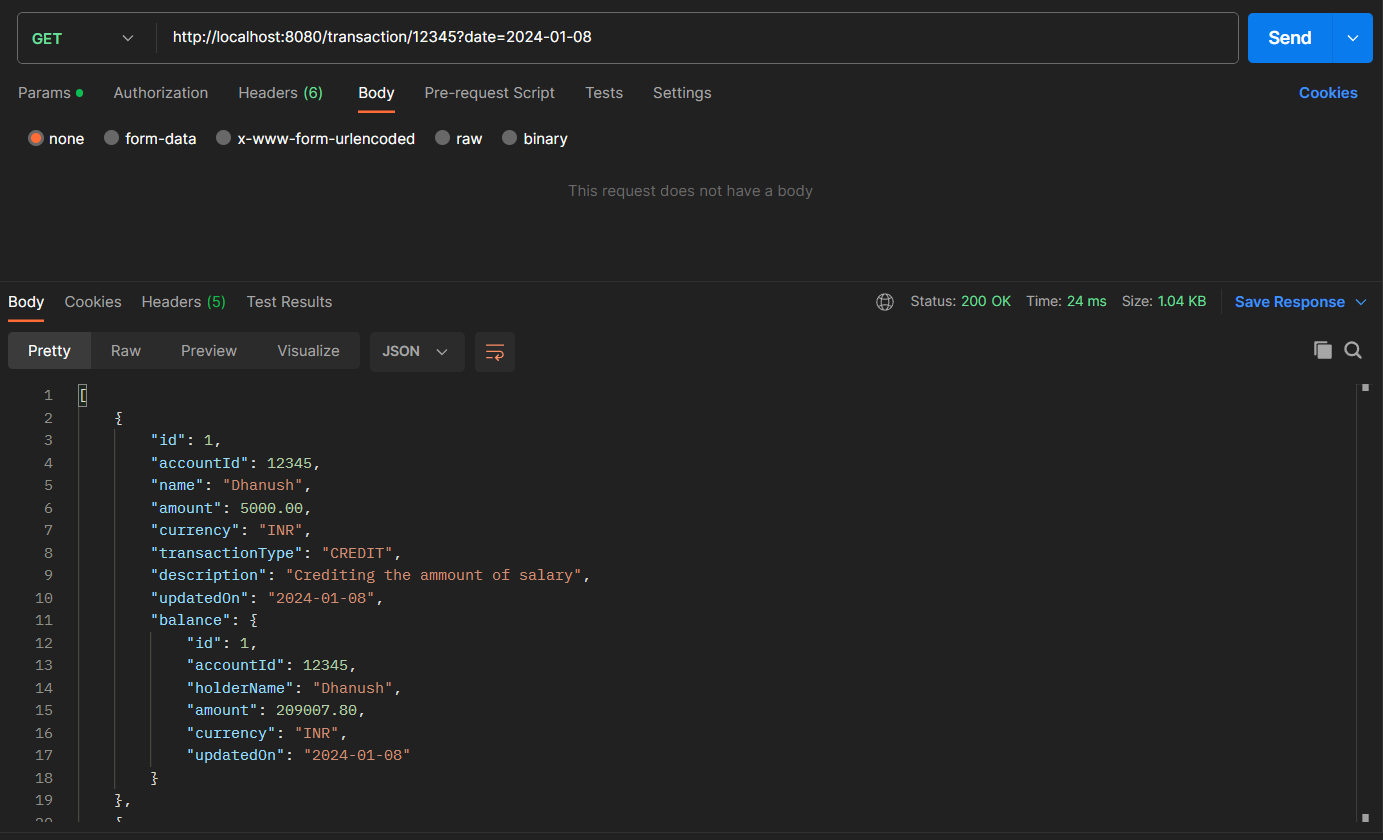 GET http://localhost:8080/transaction/12345?date=2024-01-08 Send
Params Authorization Headers (6) Body Pre-request Script Tests Settings Cookies
none form-data x-www-form-urlencoded raw binary
This request does not have a body
Body Cookies Headers (5) Test Results Status: 200 OK Time: 24 ms Size: 1.04 KB Save Response
Pretty Raw Preview Visualize JSON
1 [
2 {
3 "id": 1,
4 "accountId": 12345,
5 "name": "Dhanush",
6 "amount": 5000.00,
7 "currency": "INR",
8 "transactionType": "CREDIT",
9 "description": "Crediting the ammount of salary",
10 "updatedOn": "2024-01-08",
11 "balance": {
12 "id": 1,
13 "accountId": 12345,
14 "holderName": "Dhanush",
15 "amount": 209007.80,
16 "currency": "INR",
17 "updatedOn": "2024-01-08"
18 }
19 },
20 {